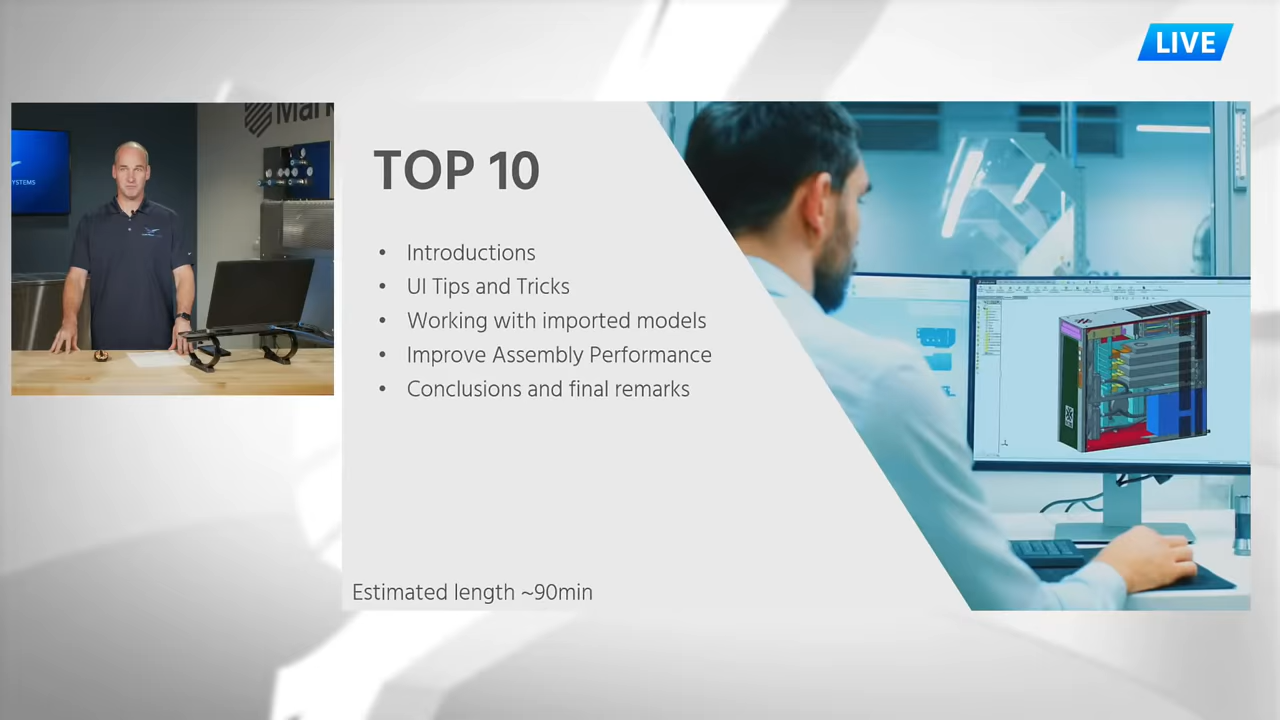 LIVE
SYSTEMS
TOP 10
• Introductions
• UI Tips and Tricks
• Working with imported models
• Improve Assembly Performance
• Conclusions and final remarks
Estimated length ~90min